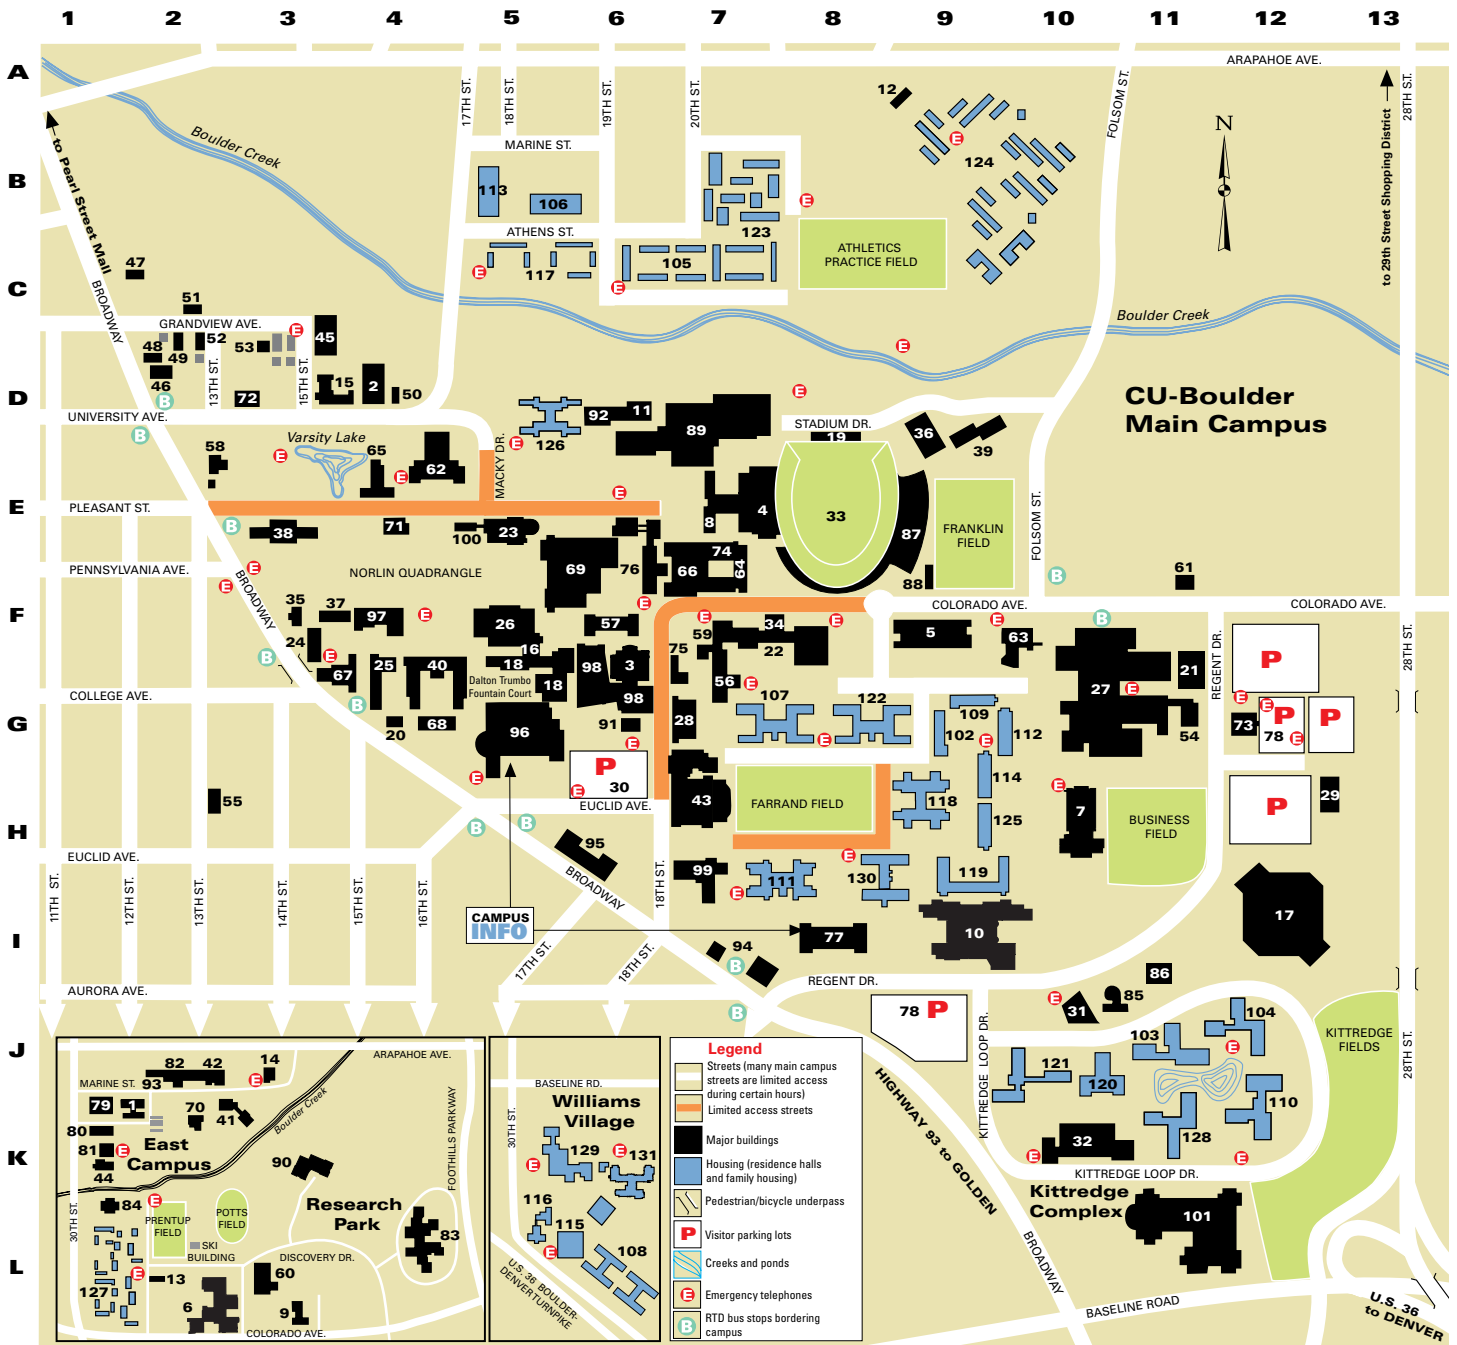 1 2 3 4 5 6 7 8 9 10 11 12 13
A
B
C
D
E
F
G
H
I
J
K
L
ARAPAHOE AVE.
17TH ST.
18TH ST.
19TH ST.
20TH ST.
FOLSOM ST.
28TH ST.
to 29th Street Shopping District
N
12
124
E
MARINE ST.
Boulder Creek
to Pearl Street Mall
113
106
123
E
ATHENS ST.
ATHLETICS
PRACTICE FIELD
117
105
E
E
47
51
BROADWAY
GRANDVIEW AVE.
E
45
48
49
52
53
46
13TH ST.
15TH ST.
15
2
50
72
B
Boulder Creek
E
E
CU-Boulder
Main Campus
UNIVERSITY AVE.
B
126
92
11
89
STADIUM DR.
19
36
39
58
Varsity Lake
E
65
E
62
MACKY DR.
E
E
PLEASANT ST.
B
38
71
100
23
8
4
33
87
FRANKLIN
FIELD
FOLSOM ST.
PENNSYLVANIA AVE.
E
E
BROADWAY
NORLIN QUADRANGLE
69
76
66
74
64
88
B
61
35
37
97
E
26
57
E
E
34
E
COLORADO AVE.
E
B
COLORADO AVE.
24
E
B
67
25
40
16
18
Dalton Trumbo
Fountain Court
18
98
3
98
75
59
22
56
E
5
63
27
E
21
REGENT DR.
P
28TH ST.
COLLEGE AVE.
B
20
68
96
91
E
28
107
E
122
109
102
E
112
54
E
E
73
P
78
E
P
E
P
E
30
EUCLID AVE.
43
FARRAND FIELD
118
114
125
E
7
BUSINESS
FIELD
P
29
55
B
B
95
EUCLID AVE.
BROADWAY
18TH ST.
99
E
111
E
130
119
11TH ST.
12TH ST.
13TH ST.
14TH ST.
15TH ST.
16TH ST.
CAMPUS
INFO
17TH ST.
18TH ST.
94
B
77
10
17
AURORA AVE.
B
REGENT DR.
78
P
E
31
85
86
KITTREDGE LOOP DR.
103
104
E
121
120
110
128
32
E
E
KITTREDGE LOOP DR.
KITTREDGE
FIELDS
28TH ST.
Kittredge
Complex
101
HIGHWAY 93 to GOLDEN
BROADWAY
BASELINE ROAD
U.S. 36
to DENVER
ARAPAHOE AVE.
82
42
14
MARINE ST.
93
E
79
1
70
41
Boulder Creek
80
81
E
44
East
Campus
90
FOOTHILLS PARKWAY
84
E
30TH ST.
PRENTUP
FIELD
POTTS
FIELD
Research
Park
83
SKI
BUILDING
DISCOVERY DR.
E
13
60
127
6
9
COLORADO AVE.
BASELINE RD.
30TH ST.
Williams
Village
129
E
131
E
116
115
E
108
U.S. 36 BOULDER-
DENVER TURNPIKE
Legend
Streets (many main campus
streets are limited access
during certain hours)
Limited access streets
Major buildings
Housing (residence halls
and family housing)
Pedestrian/bicycle underpass
P
Visitor parking lots
Creeks and ponds
E
Emergency telephones
B
RTD bus stops bordering
campus